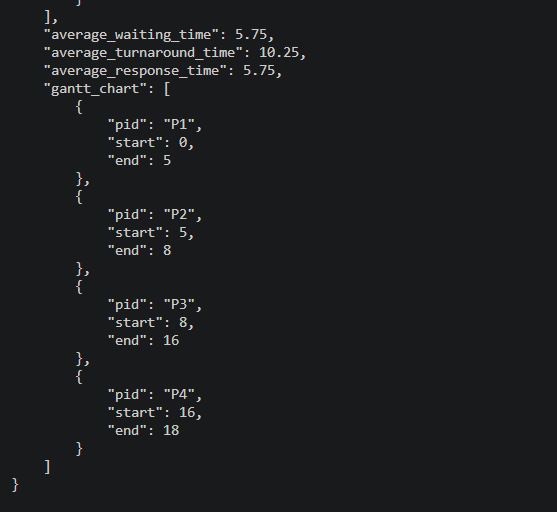 }
],
"average_waiting_time": 5.75,
"average_turnaround_time": 10.25,
"average_response_time": 5.75,
"gantt_chart": [
{
"pid": "P1",
"start": 0,
"end": 5
},
{
"pid": "P2",
"start": 5,
"end": 8
},
{
"pid": "P3",
"start": 8,
"end": 16
},
{
"pid": "P4",
"start": 16,
"end": 18
}
]
}